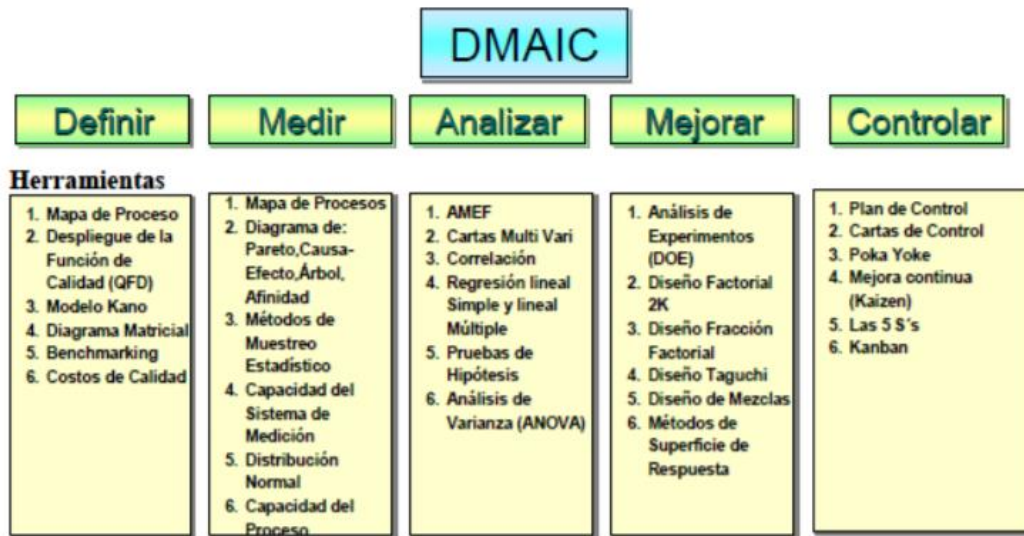 DMAIC
Definir
Medir
Analizar
Mejorar
Controlar
Herramientas
1. Mapa de Proceso
2. Despliegue de la
Función de
Calidad (QFD)
3. Modelo Kano
4. Diagrama Matricial
5. Benchmarking
6. Costos de Calidad
1. Mapa de Procesos
2. Diagrama de:
Pareto,Causa-
Efecto,Árbol,
Afinidad
3. Métodos de
Muestreo
Estadístico
4. Capacidad del
Sistema de
Medición
5. Distribución
Normal
6. Capacidad del
Proceso
1. AMEF
2. Cartas Multi Vari
3. Correlación
4. Regresión lineal
Simple y lineal
Múltiple
5. Pruebas de
Hipótesis
6. Análisis de
Varianza (ANOVA)
1. Análisis de
Experimentos
(DOE)
2. Diseño Factorial
2K
3. Diseño Fracción
Factorial
4. Diseño Taguchi
5. Diseño de Mezclas
6. Métodos de
Superficie de
Respuesta
1. Plan de Control
2. Cartas de Control
3. Poka Yoke
4. Mejora continua
(Kaizen)
5. Las 5 S´s
6. Kanban